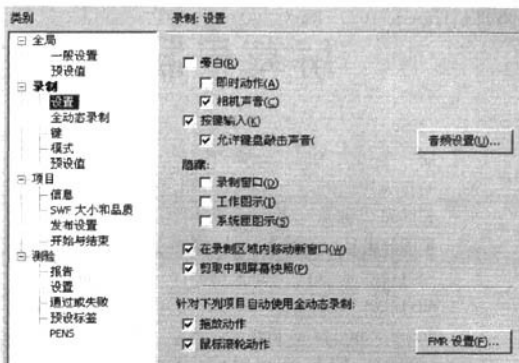 类别
全局
一般设置
预设值
录制
设置
全动态录制
键
模式
预设值
项目
信息
SWF 大小和品质
发布设置
开始与结束
测验
报告
设置
通过或失败
预设标签
PENS
录制: 设置
旁白(R)
即时动作(A)
相机声音(C)
按键输入(K)
允许键盘敲击声音(
音频设置(U)...
隐藏:
录制窗口(O)
工作图示(I)
系统匣图示(S)
在录制区域内移动新窗口(W)
剪取中期屏幕快照(P)
针对下列项目自动使用全动态录制:
拖放动作
鼠标滚轮动作
FMR 设置(F)...